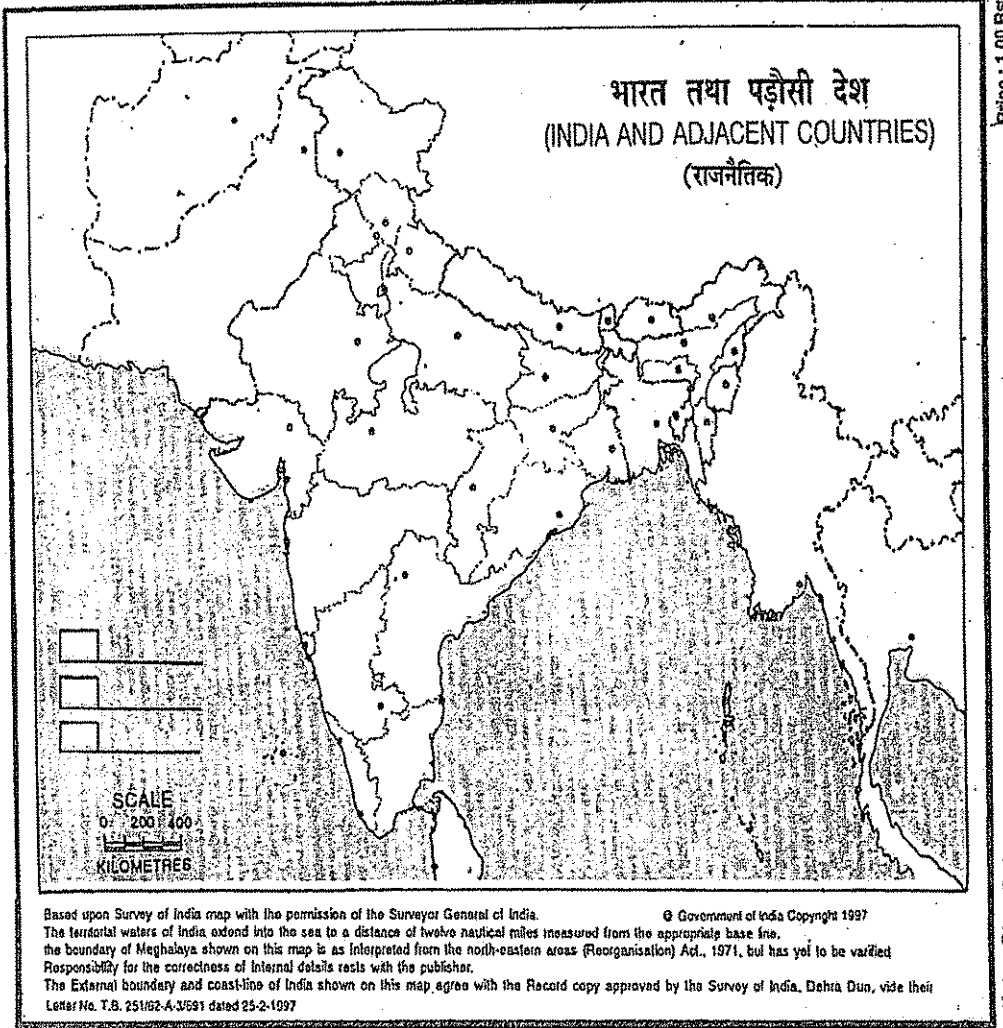 भारत तथा पड़ौसी देश
(INDIA AND ADJACENT COUNTRIES)
(राजनैतिक)
SCALE
0 200 400
KILOMETRES
Based upon Survey of India map with the permission of the Surveyor General of India.
© Government of India Copyright 1997
The territorial waters of India extend into the sea to a distance of twelve nautical miles measured from the appropriate base line,
the boundary of Meghalaya shown on this map is as interpreted from the north-eastern areas (Reorganisation) Act., 1971, but has yet to be varified
Responsibility for the correctness of internal details rests with the publisher.
The External boundary and coast-line of India shown on this map agree with the Record copy approved by the Survey of India, Dehra Dun, vide their
Letter No. T.B. 251/62-A-3/691 dated 25-2-1997
Price : 1.00